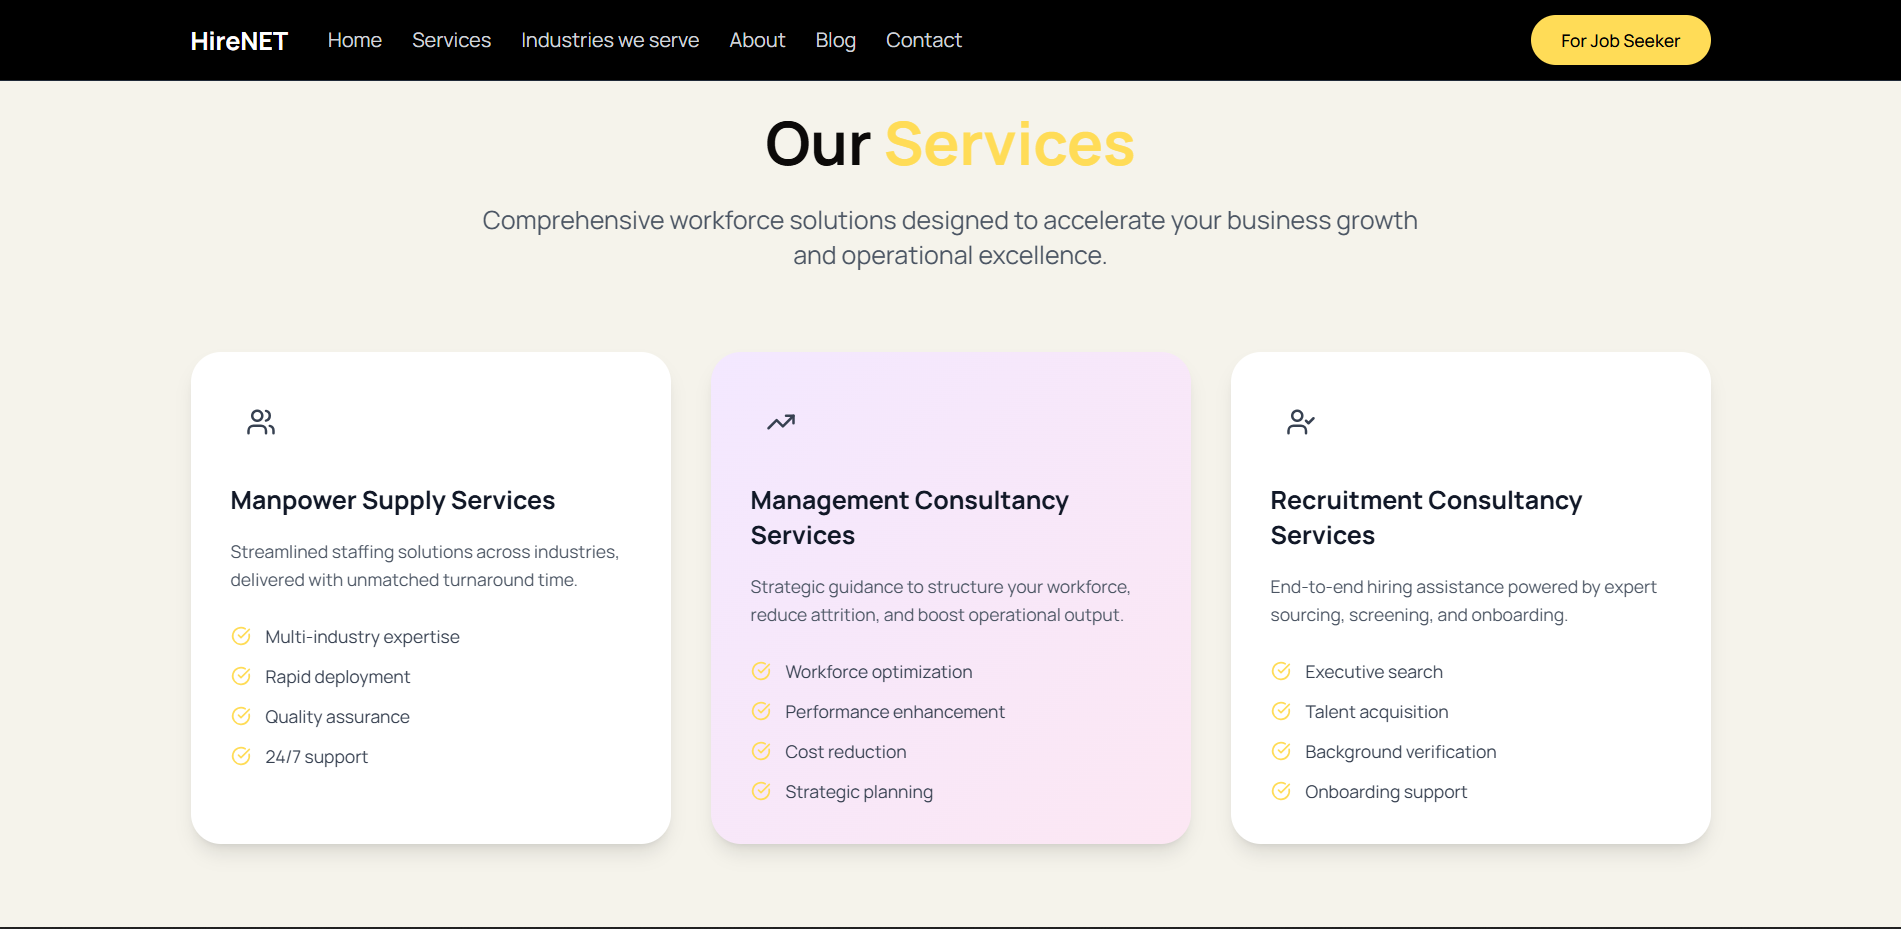 HireNET
Home
Services
Industries we serve
About
Blog
Contact
For Job Seeker
Our Services
Comprehensive workforce solutions designed to accelerate your business growth
and operational excellence.
Manpower Supply Services
Streamlined staffing solutions across industries,
delivered with unmatched turnaround time.
Multi-industry expertise
Rapid deployment
Quality assurance
24/7 support
Management Consultancy
Services
Strategic guidance to structure your workforce,
reduce attrition, and boost operational output.
Workforce optimization
Performance enhancement
Cost reduction
Strategic planning
Recruitment Consultancy
Services
End-to-end hiring assistance powered by expert
sourcing, screening, and onboarding.
Executive search
Talent acquisition
Background verification
Onboarding support